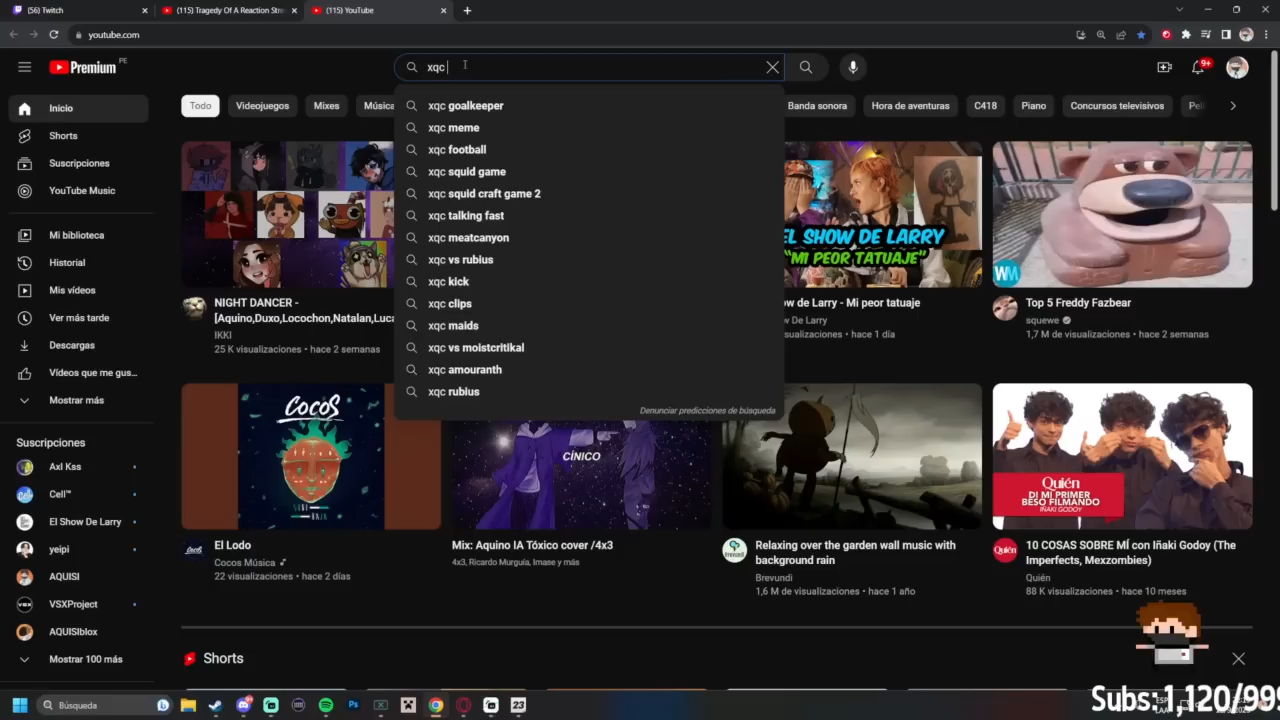 (56) Twitch
(115) Tragedy Of A Reaction Stre
(115) YouTube
youtube.com
Premium PE
xqc
9+
Todo
Videojuegos
Mixes
Música
Banda sonora
Hora de aventuras
C418
Piano
Concursos televisivos
xqc goalkeeper
xqc meme
xqc football
xqc squid game
xqc squid craft game 2
xqc talking fast
xqc meatcanyon
xqc vs rubius
xqc kick
xqc clips
xqc maids
xqc vs moistcritikal
xqc amouranth
xqc rubius
Denunciar predicciones de búsqueda
Inicio
Shorts
Suscripciones
YouTube Music
Mi biblioteca
Historial
Mis vídeos
Ver más tarde
Descargas
Vídeos que me gus...
Mostrar más
Suscripciones
Axl Kss
Cell™
El Show De Larry
yeipi
AQUISI
VSXProject
AQUISIblox
Mostrar 100 más
NIGHT DANCER -
[Aquino,Duxo,Locochon,Natalan,Luca
IKKI
25 K visualizaciones • hace 2 semanas
EL SHOW DE LARRY
"MI PEOR TATUAJE"
w de Larry - Mi peor tatuaje
w De Larry
sualizaciones • hace 1 día
WM
Top 5 Freddy Fazbear
squewe
1,7 M de visualizaciones • hace 2 semanas
COCOS
El Lodo
Cocos Música
22 visualizaciones • hace 2 días
CÍNICO
Mix: Aquino IA Tóxico cover /4x3
4x3, Ricardo Murguia, Imase y más
Relaxing over the garden wall music with
background rain
Brevundi
1,6 M de visualizaciones • hace 1 año
Quién
DI MI PRIMER
BESO FILMANDO
IÑAKI GODOY
10 COSAS SOBRE MÍ con Iñaki Godoy (The
Imperfects, Mexzombies)
Quién
88 K visualizaciones • hace 10 meses
Shorts
Subs:1,120/999
Búsqueda
23
ESP
LAA